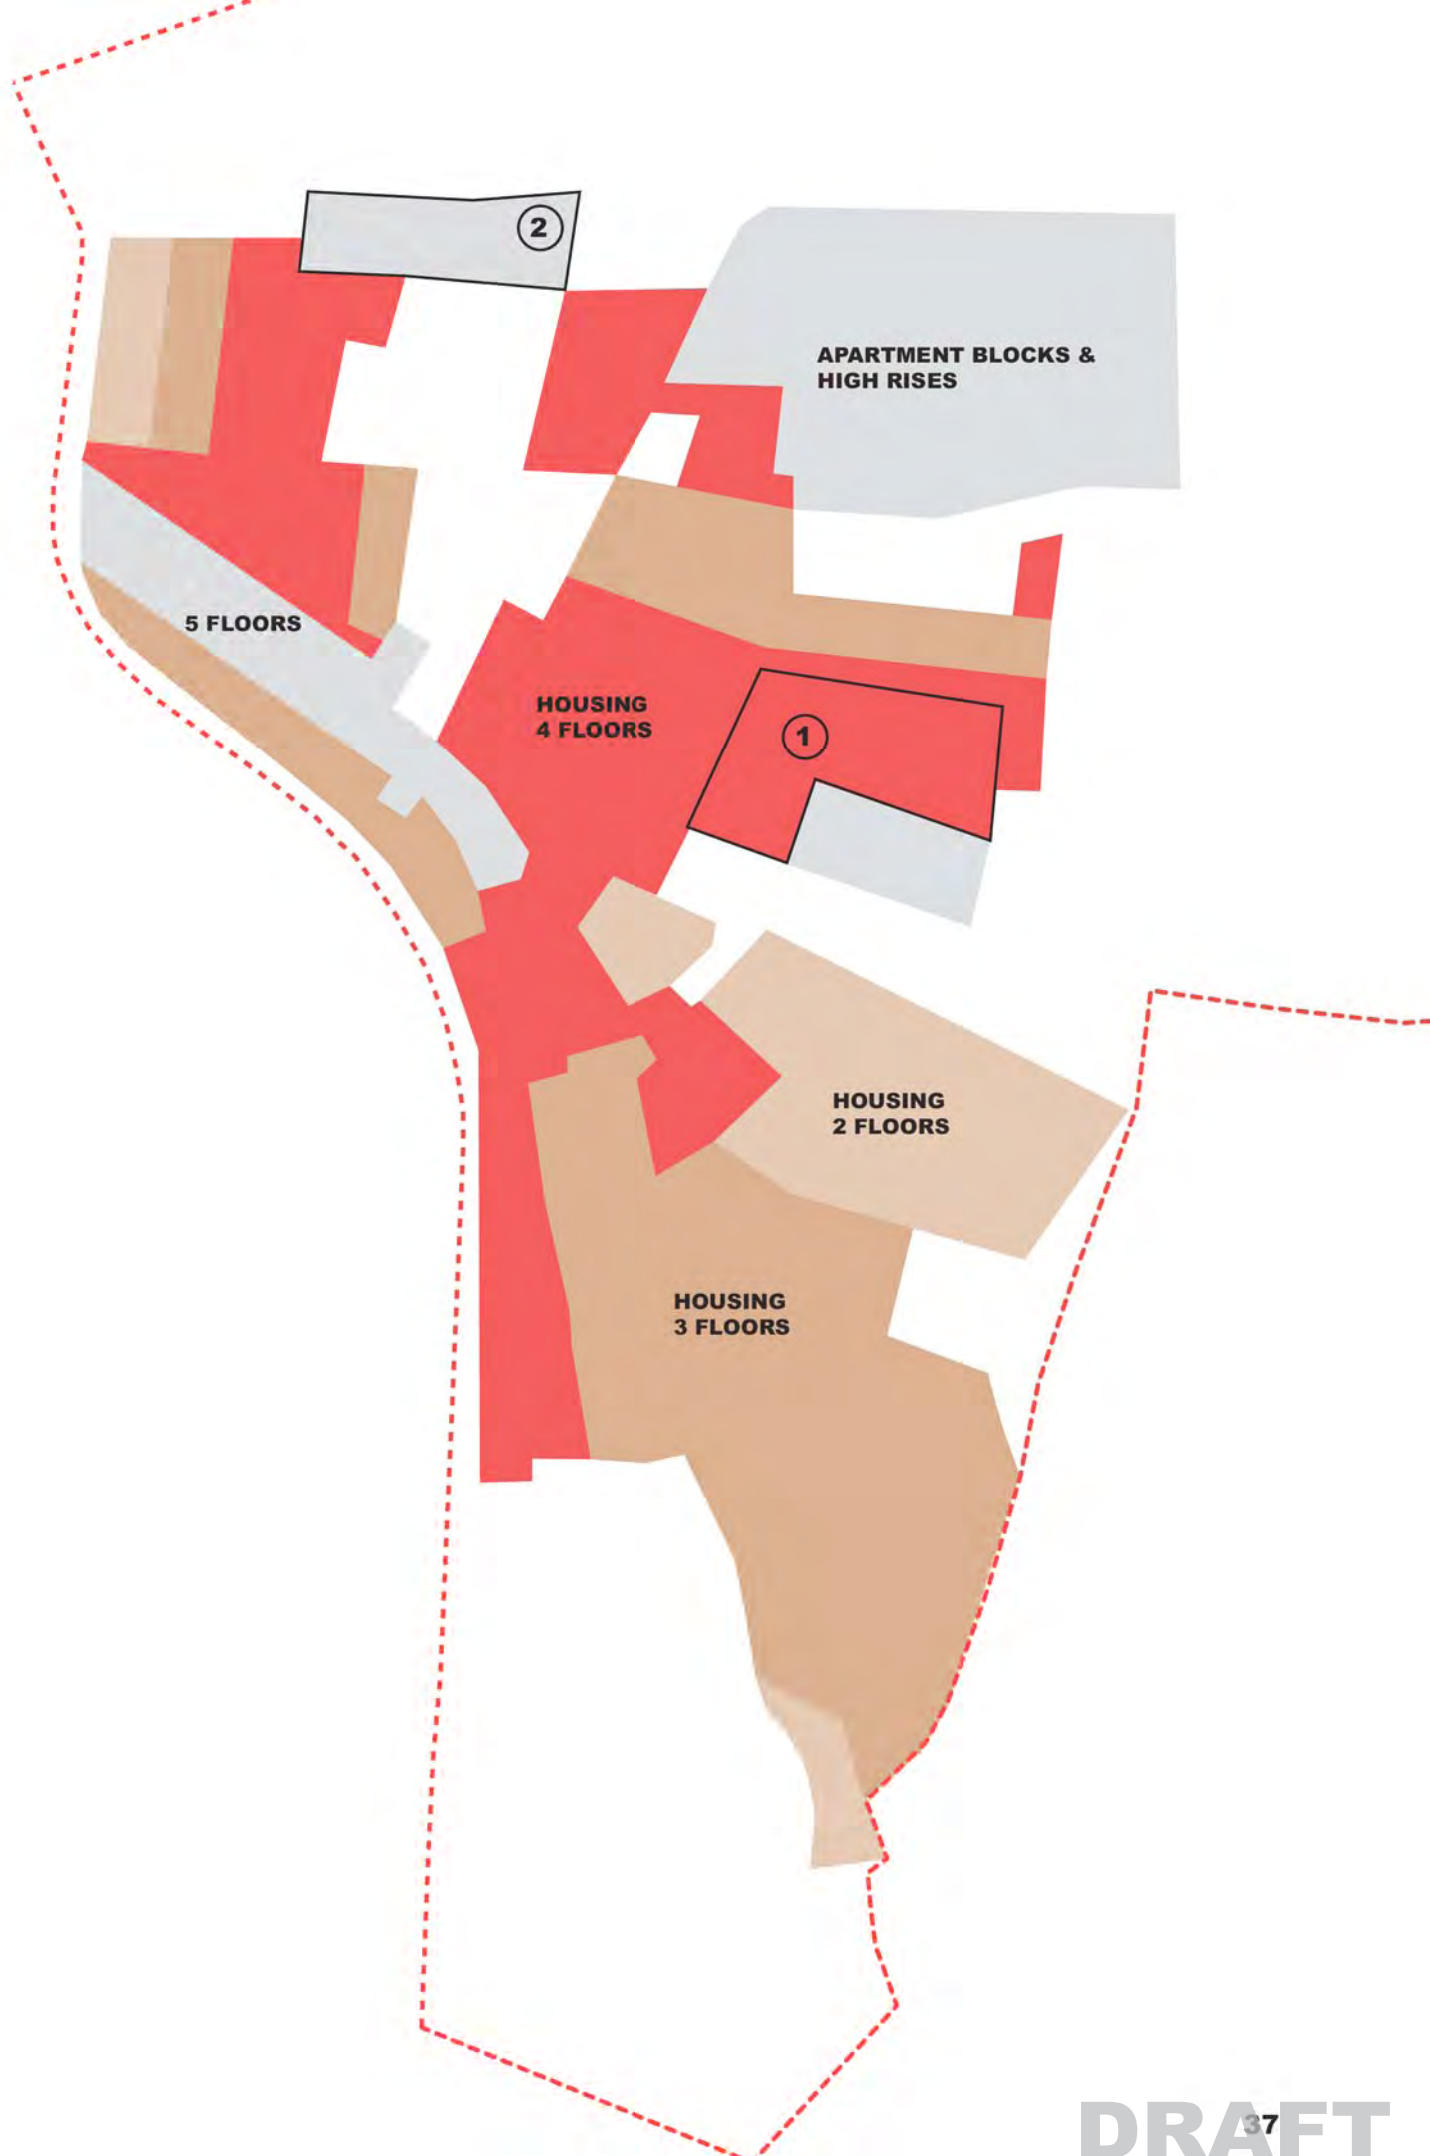 2
APARTMENT BLOCKS &
HIGH RISES
5 FLOORS
HOUSING
4 FLOORS
1
HOUSING
2 FLOORS
HOUSING
3 FLOORS
DRAFT
37